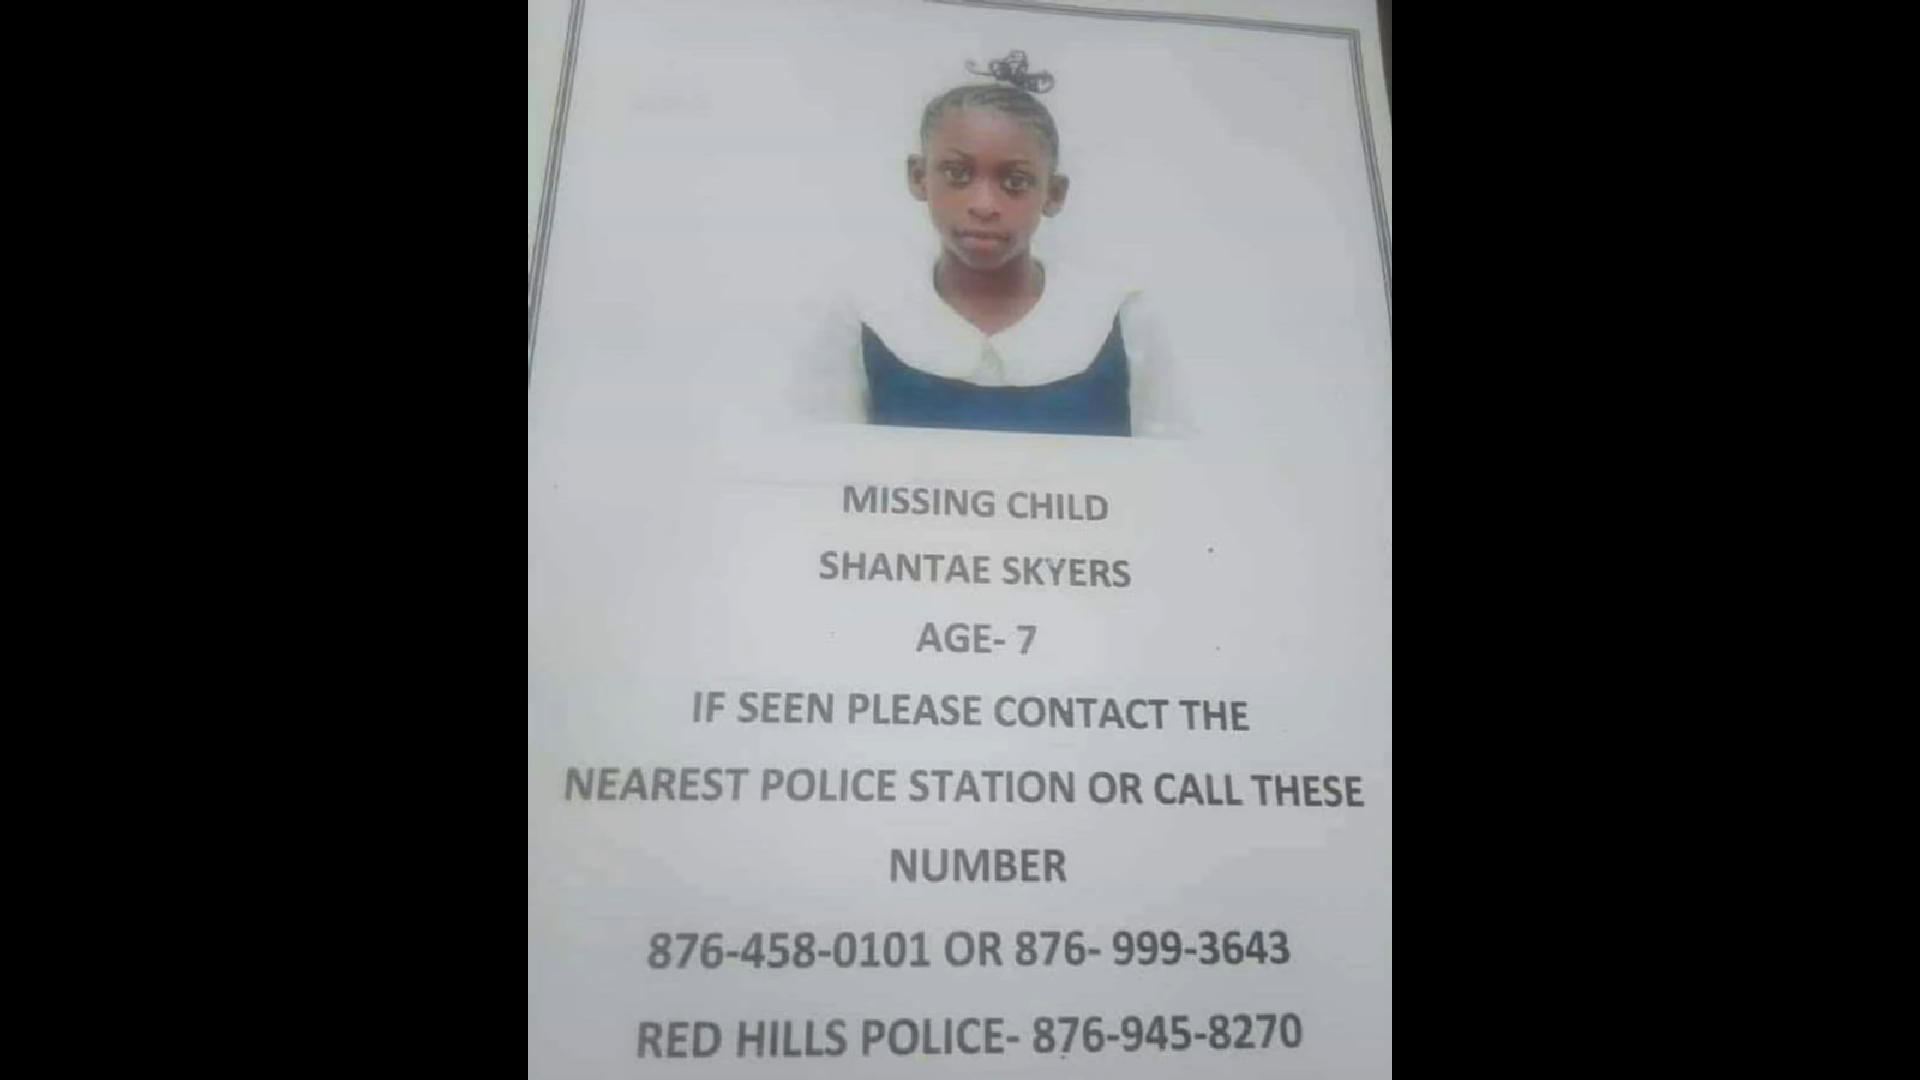 MISSING CHILD
SHANTAE SKYERS
AGE- 7
IF SEEN PLEASE CONTACT THE
NEAREST POLICE STATION OR CALL THESE
NUMBER
876-458-0101 OR 876- 999-3643
RED HILLS POLICE- 876-945-8270